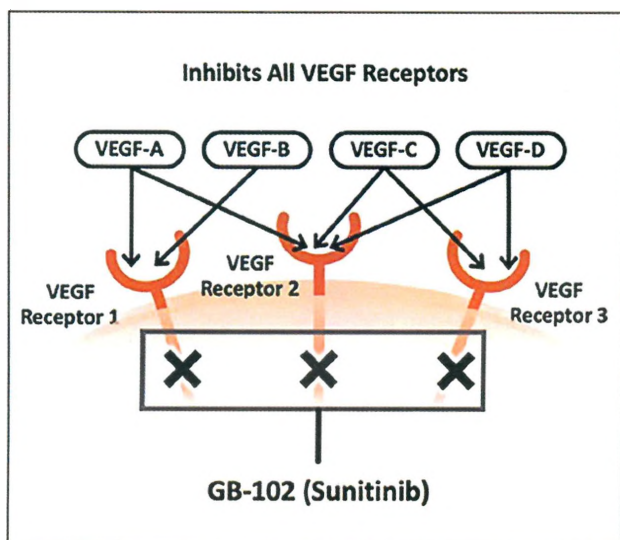 Inhibits All VEGF Receptors
VEGF-A
VEGF-B
VEGF-C
VEGF-D
VEGF
Receptor 1
VEGF
Receptor 2
VEGF
Receptor 3
GB-102 (Sunitinib)